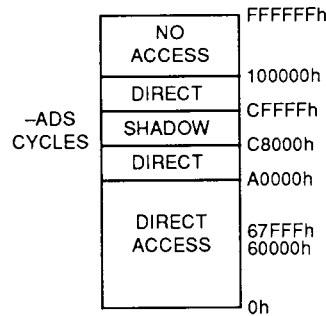 FFFFFFh
NO
ACCESS
100000h
DIRECT
CFFFFh
–ADS
CYCLES
SHADOW
C8000h
DIRECT
A0000h
DIRECT
ACCESS
67FFFh
60000h
0h